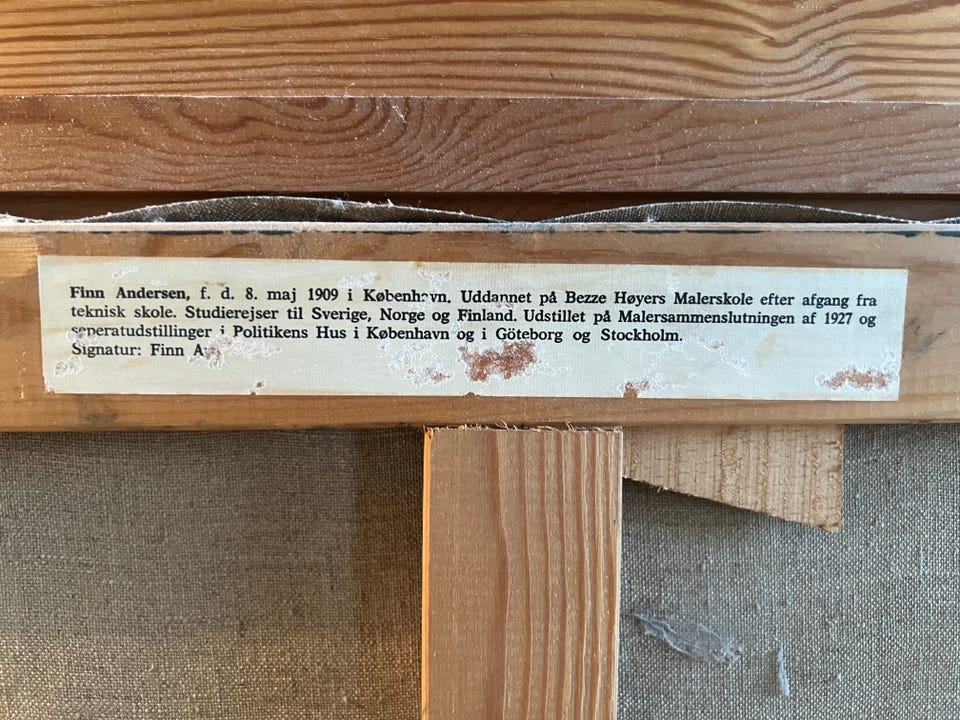 Finn Andersen, f. d. 8. maj 1909 i København. Uddannet på Bezze Høyers Malerskole efter afgang fra
teknisk skole. Studierejser til Sverige, Norge og Finland. Udstillet på Malersammenslutningen af 1927 og
seperatudstillinger i Politikens Hus i København og i Göteborg og Stockholm.
Signatur: Finn